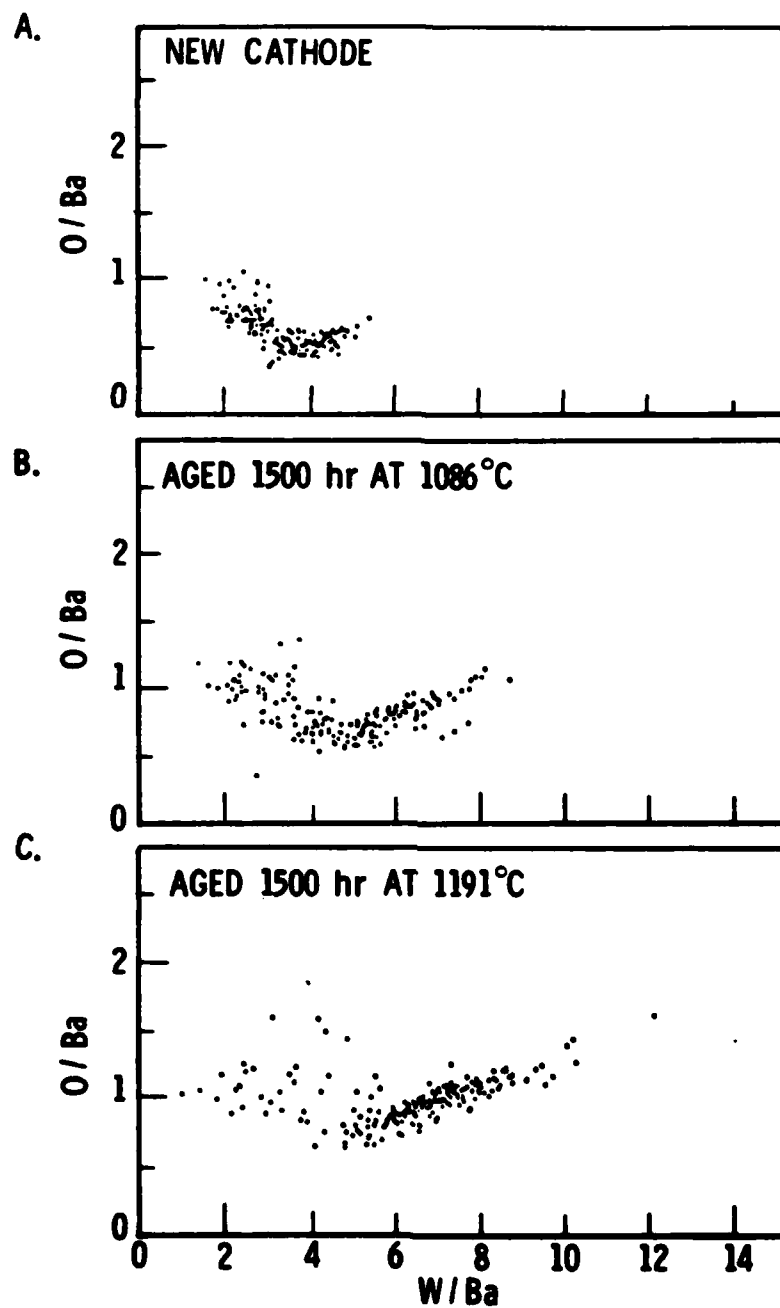 A.
NEW CATHODE
2
1
0
O/Ba
B.
AGED 1500 hr AT 1086°C
2
1
0
O/Ba
C.
AGED 1500 hr AT 1191°C
2
1
0
O/Ba
0 2 4 6 8 10 12 14
W/Ba